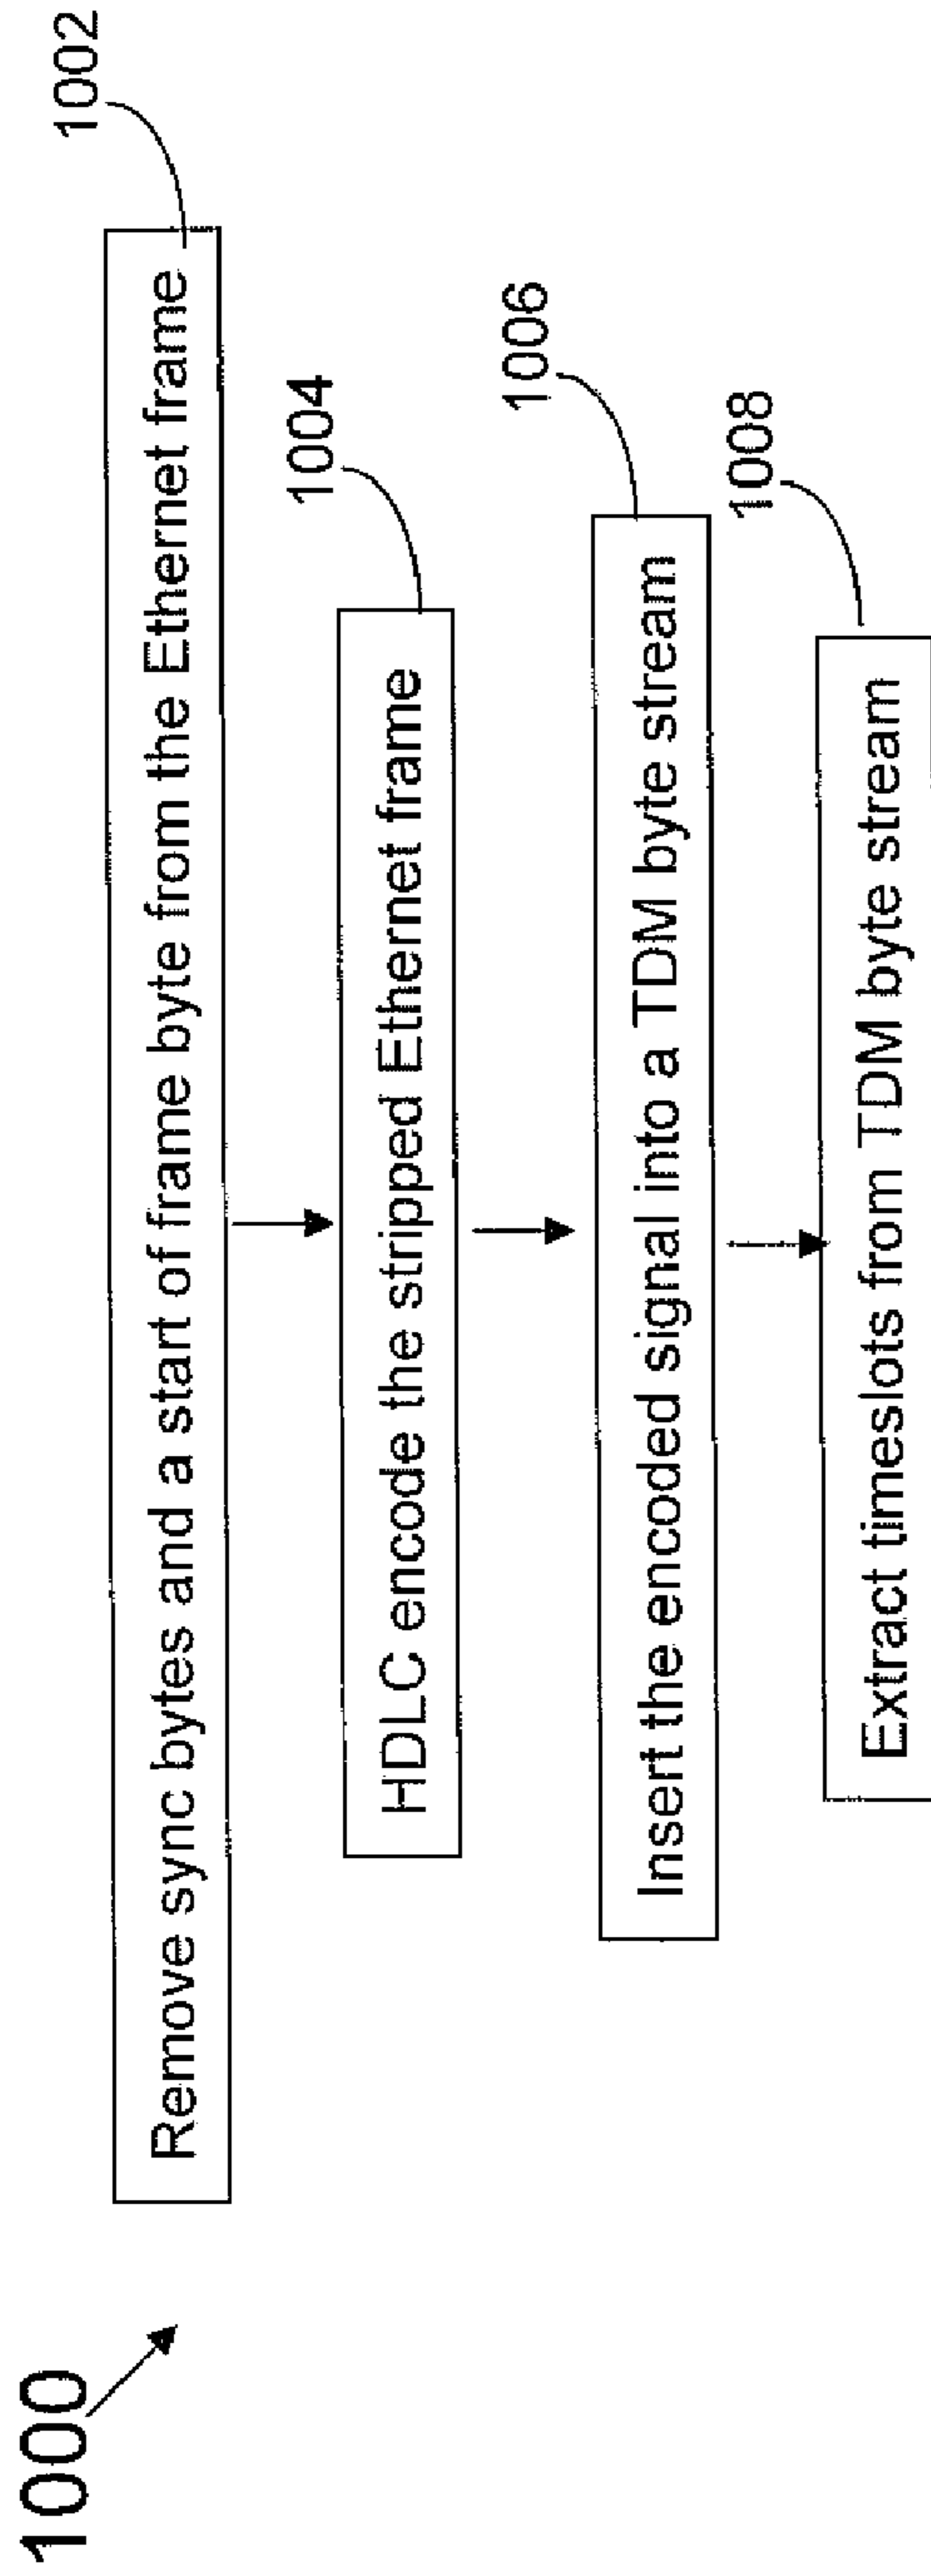 1000
1002
Remove sync bytes and a start of frame byte from the Ethernet frame
1004
HDLC encode the stripped Ethernet frame
1006
Insert the encoded signal into a TDM byte stream
1008
Extract timeslots from TDM byte stream